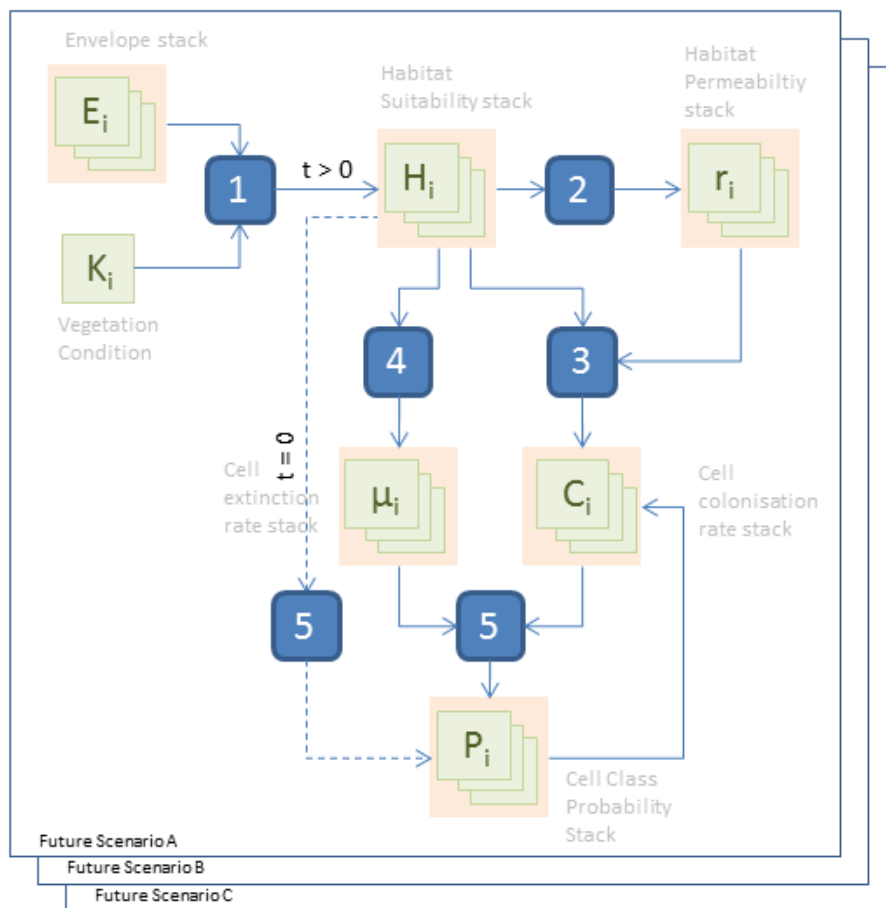 Envelope stack
Habitat
Suitability stack
Habitat
Permeabiltiy
stack
Ei
1
t > 0
Hi
2
ri
Ki
Vegetation
Condition
4
3
t = 0
Cell
extinction
rate stack
μi
Ci
Cell
colonisation
rate stack
5
5
Pi
Cell Class
Probability
Stack
Future Scenario A
Future Scenario B
Future Scenario C